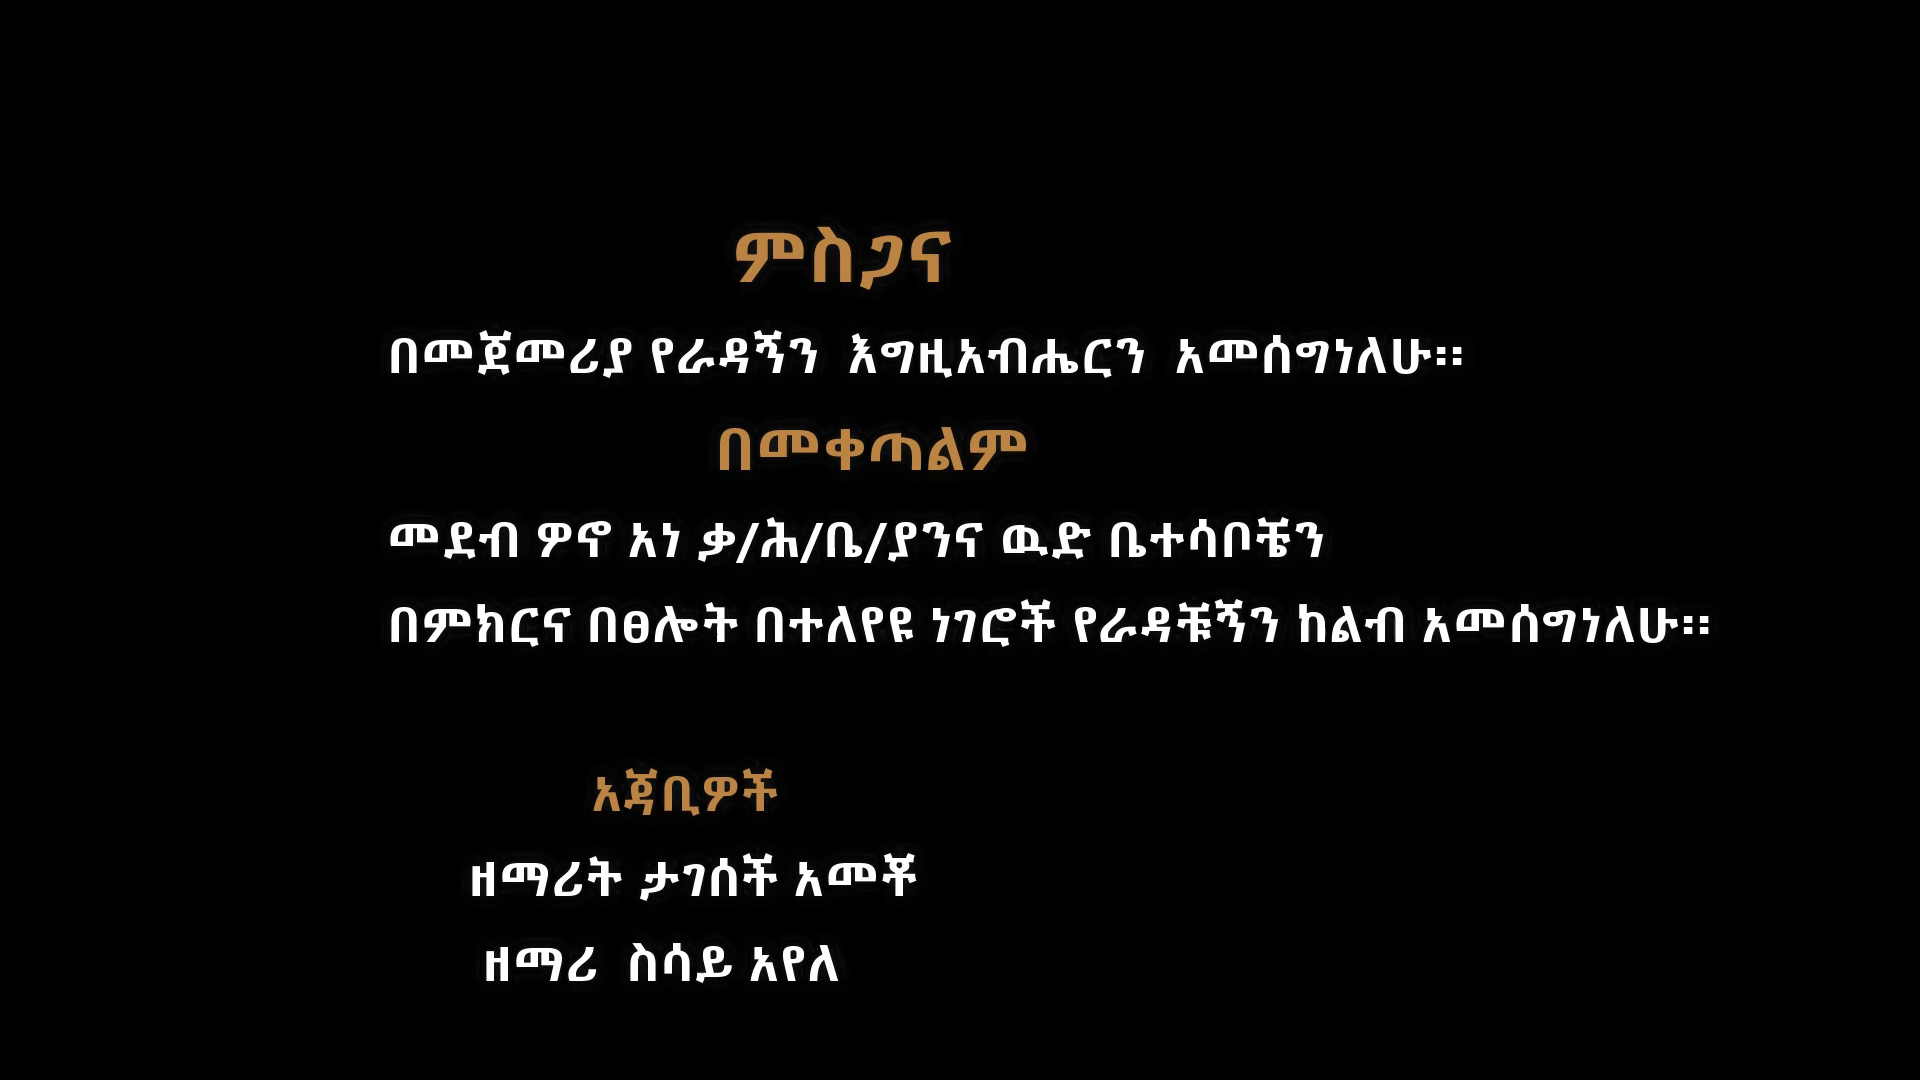 ምስጋና
በመጀመሪያ የራዳኝን እግዚአብሔርን አመሰግነለሁ።
በመቀጣልም
መደብ ዎኖ አነ ቃ/ሕ/ቤ/ያንና ዉድ ቤተሳቦቼን
በምክርና በፀሎት በተለየዩ ነገሮች የራዳቹኝን ከልብ አመሰግነለሁ።
አጃቢዎች
ዘማሪት ታገሰች አመቾ
ዘማሪ ስሳይ አየለ